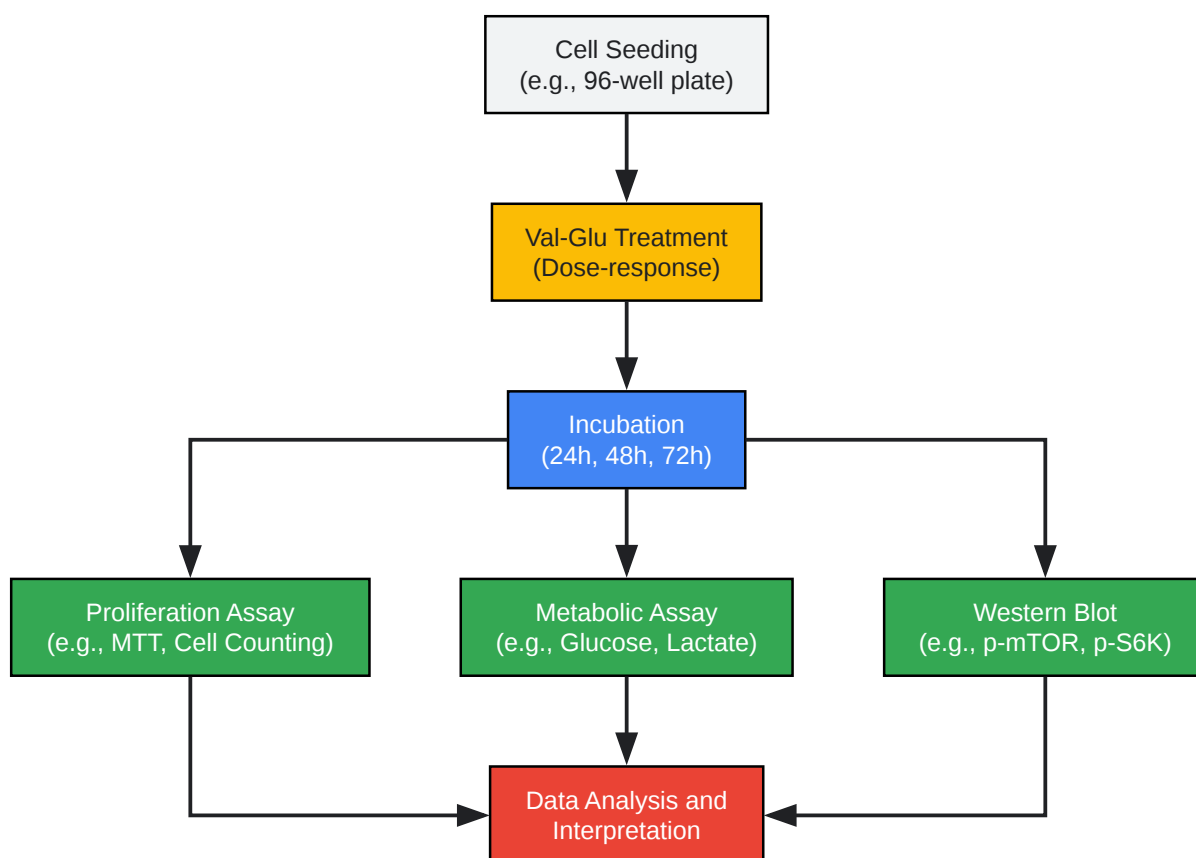 Cell Seeding
(e.g., 96-well plate)
Val-Glu Treatment
(Dose-response)
Incubation
(24h, 48h, 72h)
Proliferation Assay
(e.g., MTT, Cell Counting)
Metabolic Assay
(e.g., Glucose, Lactate)
Western Blot
(e.g., p-mTOR, p-S6K)
Data Analysis and
Interpretation